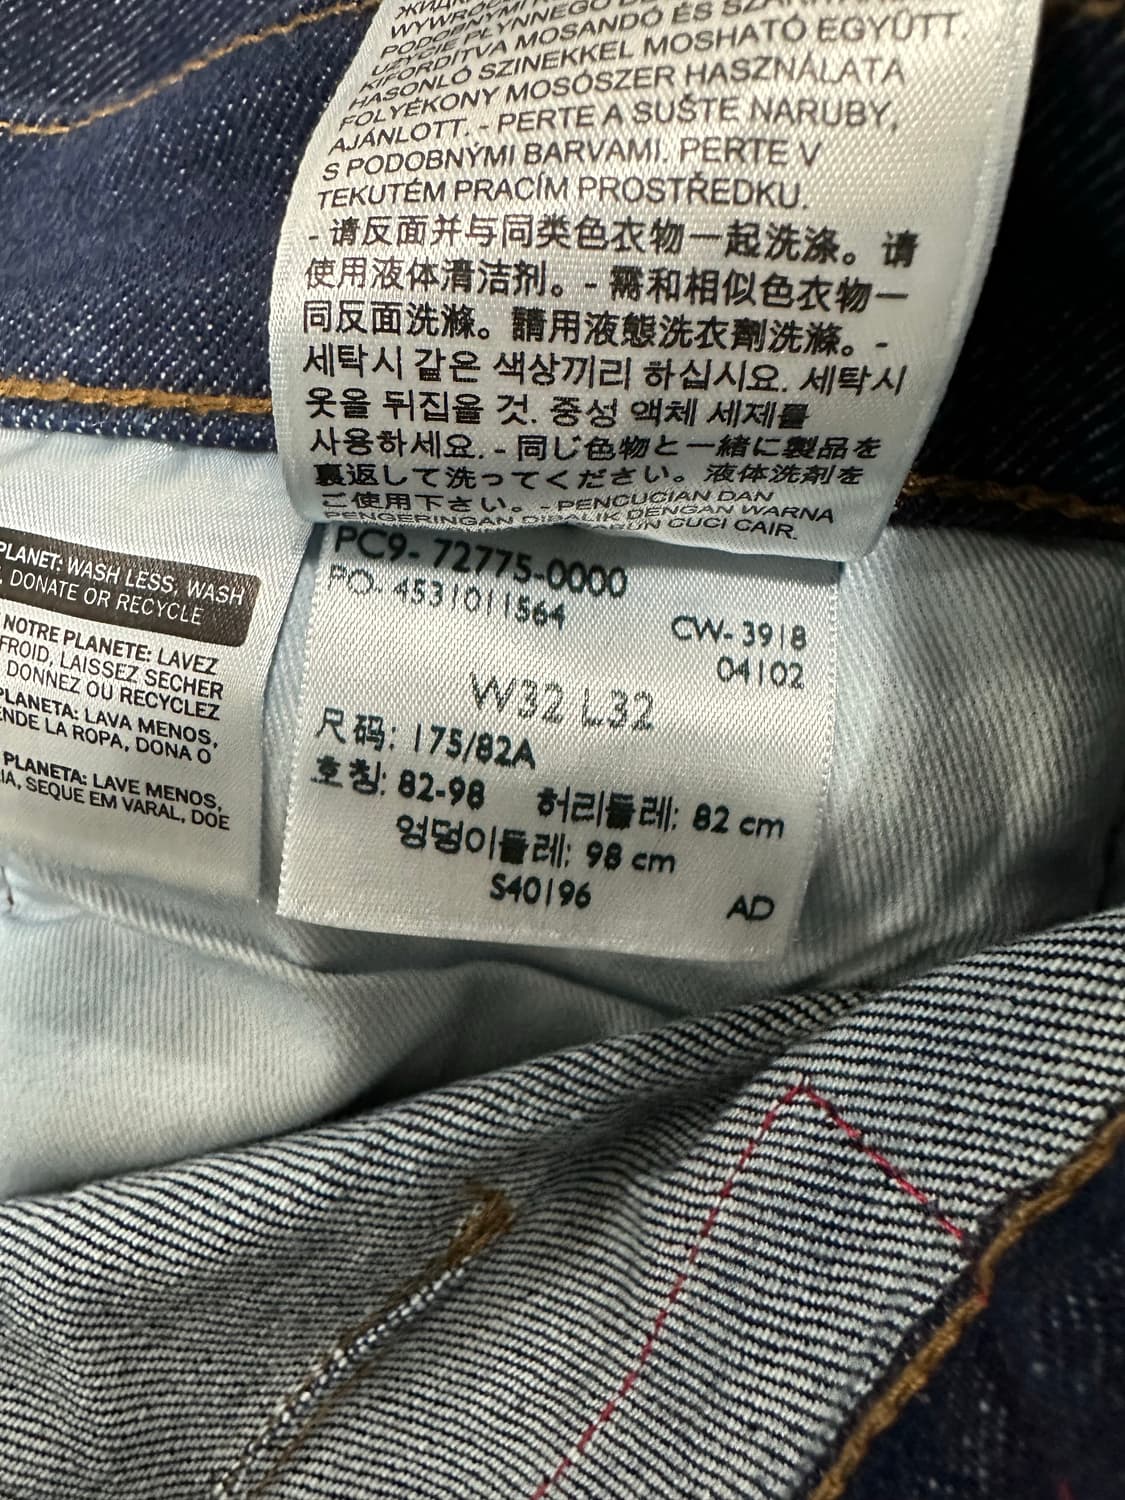 WYWRÓC
PODOBNYMI
UŻYCIE PŁYNNEGO
KIFORDÍTVA MOSANDÓ ÉS
HASONLÓ SZINEKKEL MOSHATÓ EGYÜTT.
FOLYÉKONY MOSÓSZER HASZNÁLATA
AJÁNLOTT. - PERTE A SUŠTE NARUBY,
S PODOBNÝMI BARVAMI. PERTE V
TEKUTÉM PRACÍM PROSTŘEDKU.
- 请反面并与同类色衣物一起洗涤。请
使用液体清洁剂。- 需和相似色衣物一
同反面洗滌。請用液態洗衣劑洗滌。-
세탁시 같은 색상끼리 하십시요. 세탁시
옷을 뒤집을 것. 중성 액체 세제를
사용하세요. - 同じ色物と一緒に製品を
裏返して洗ってください。液体洗剤を
ご使用下さい。- PENCUCIAN DAN
PENGERINGAN DENGAN WARNA
CUCI CAIR.
PLANET: WASH LESS, WASH
, DONATE OR RECYCLE
NOTRE PLANETE: LAVEZ
FROID, LAISSEZ SECHER
DONNEZ OU RECYCLEZ
PLANETA: LAVA MENOS,
ENDE LA ROPA, DONA O
PLANETA: LAVE MENOS,
IA, SEQUE EM VARAL, DOE
PC9- 72775-0000
PO- 4531011564
CW- 3918
04102
W32 L32
尺码: 175/82A
호칭: 82-98 허리둘레: 82 cm
엉덩이둘레: 98 cm
S40196 AD